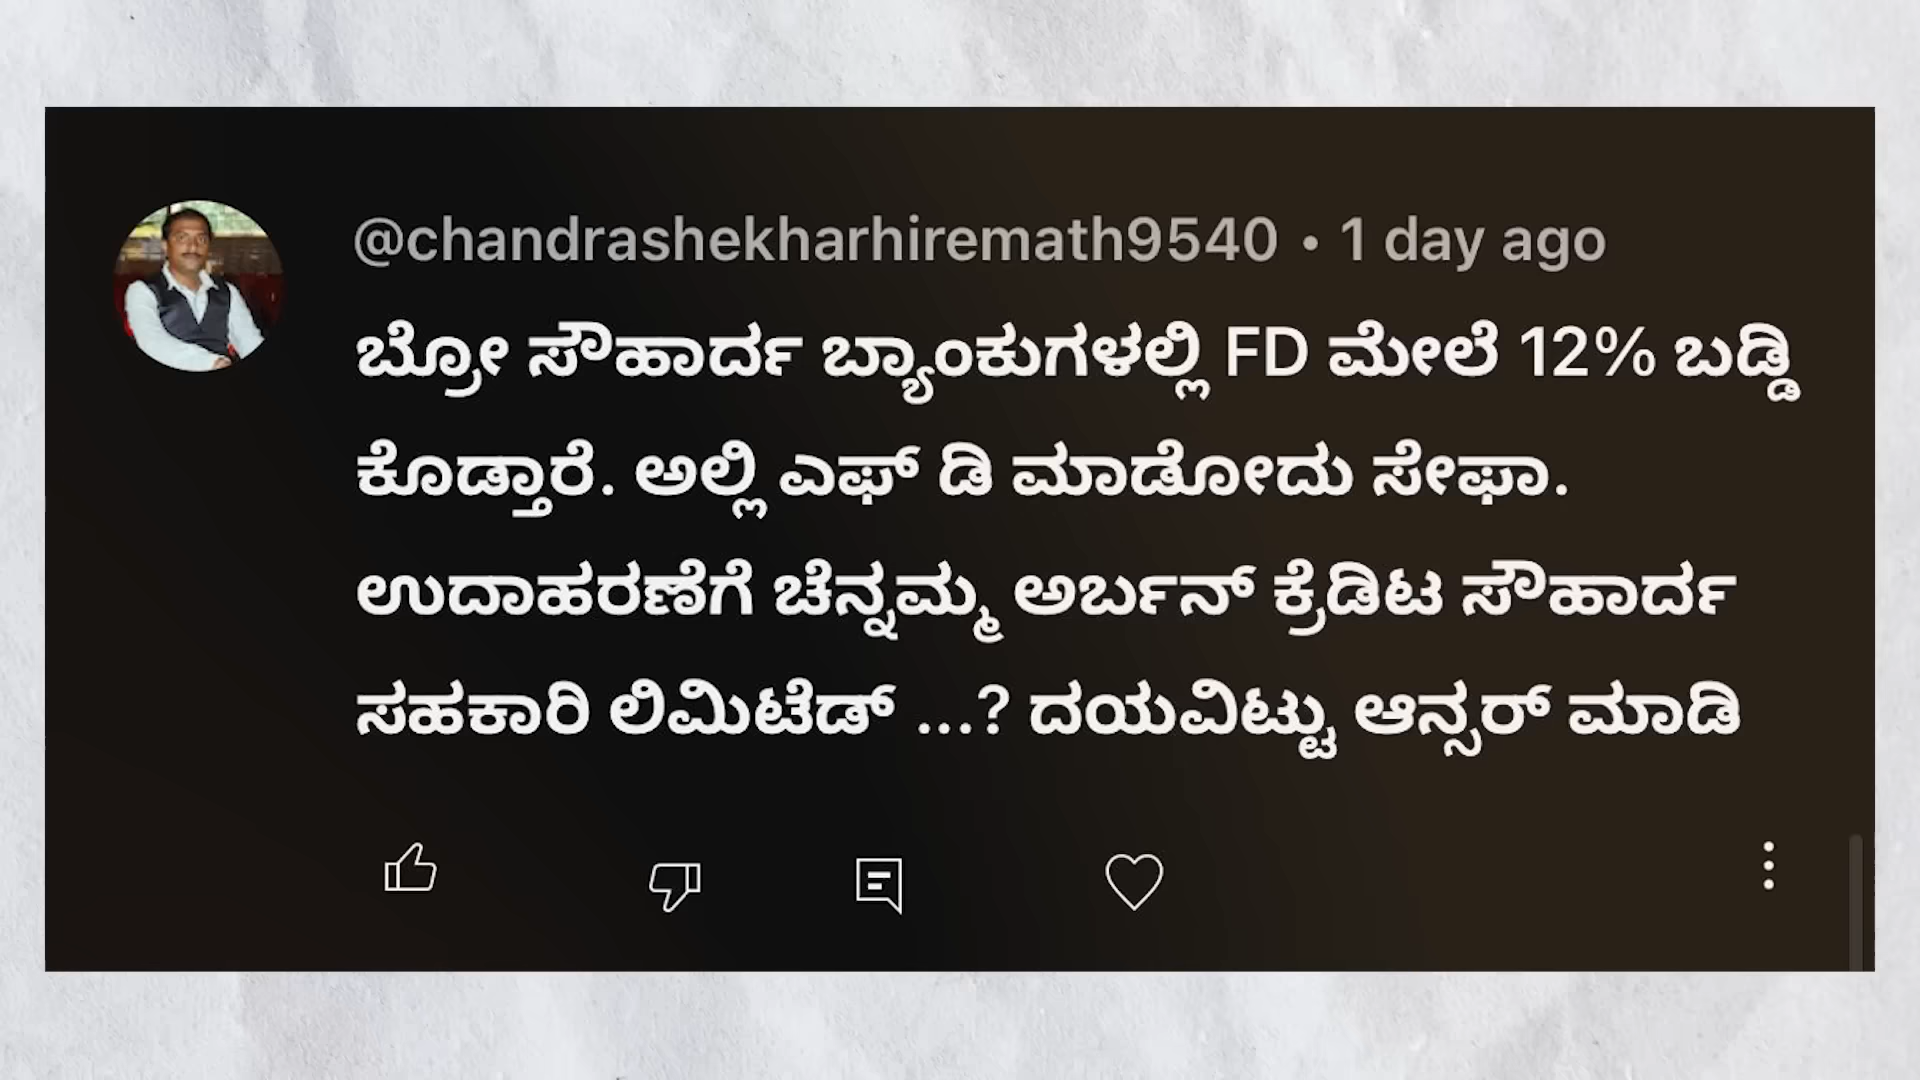 @chandrashekharhiremath9540 • 1 day ago
ಬ್ರೋ ಸೌಹಾರ್ದ ಬ್ಯಾಂಕುಗಳಲ್ಲಿ FD ಮೇಲೆ 12% ಬಡ್ಡಿ
ಕೊಡ್ತಾರೆ. ಅಲ್ಲಿ ಎಫ್ ಡಿ ಮಾಡೋದು ಸೇಫಾ.
ಉದಾಹರಣೆಗೆ ಚೆನ್ನಮ್ಮ ಅರ್ಬನ್ ಕ್ರೆಡಿಟ ಸೌಹಾರ್ದ
ಸಹಕಾರಿ ಲಿಮಿಟೆಡ್ ...? ದಯವಿಟ್ಟು ಆನ್ಸರ್ ಮಾಡಿ